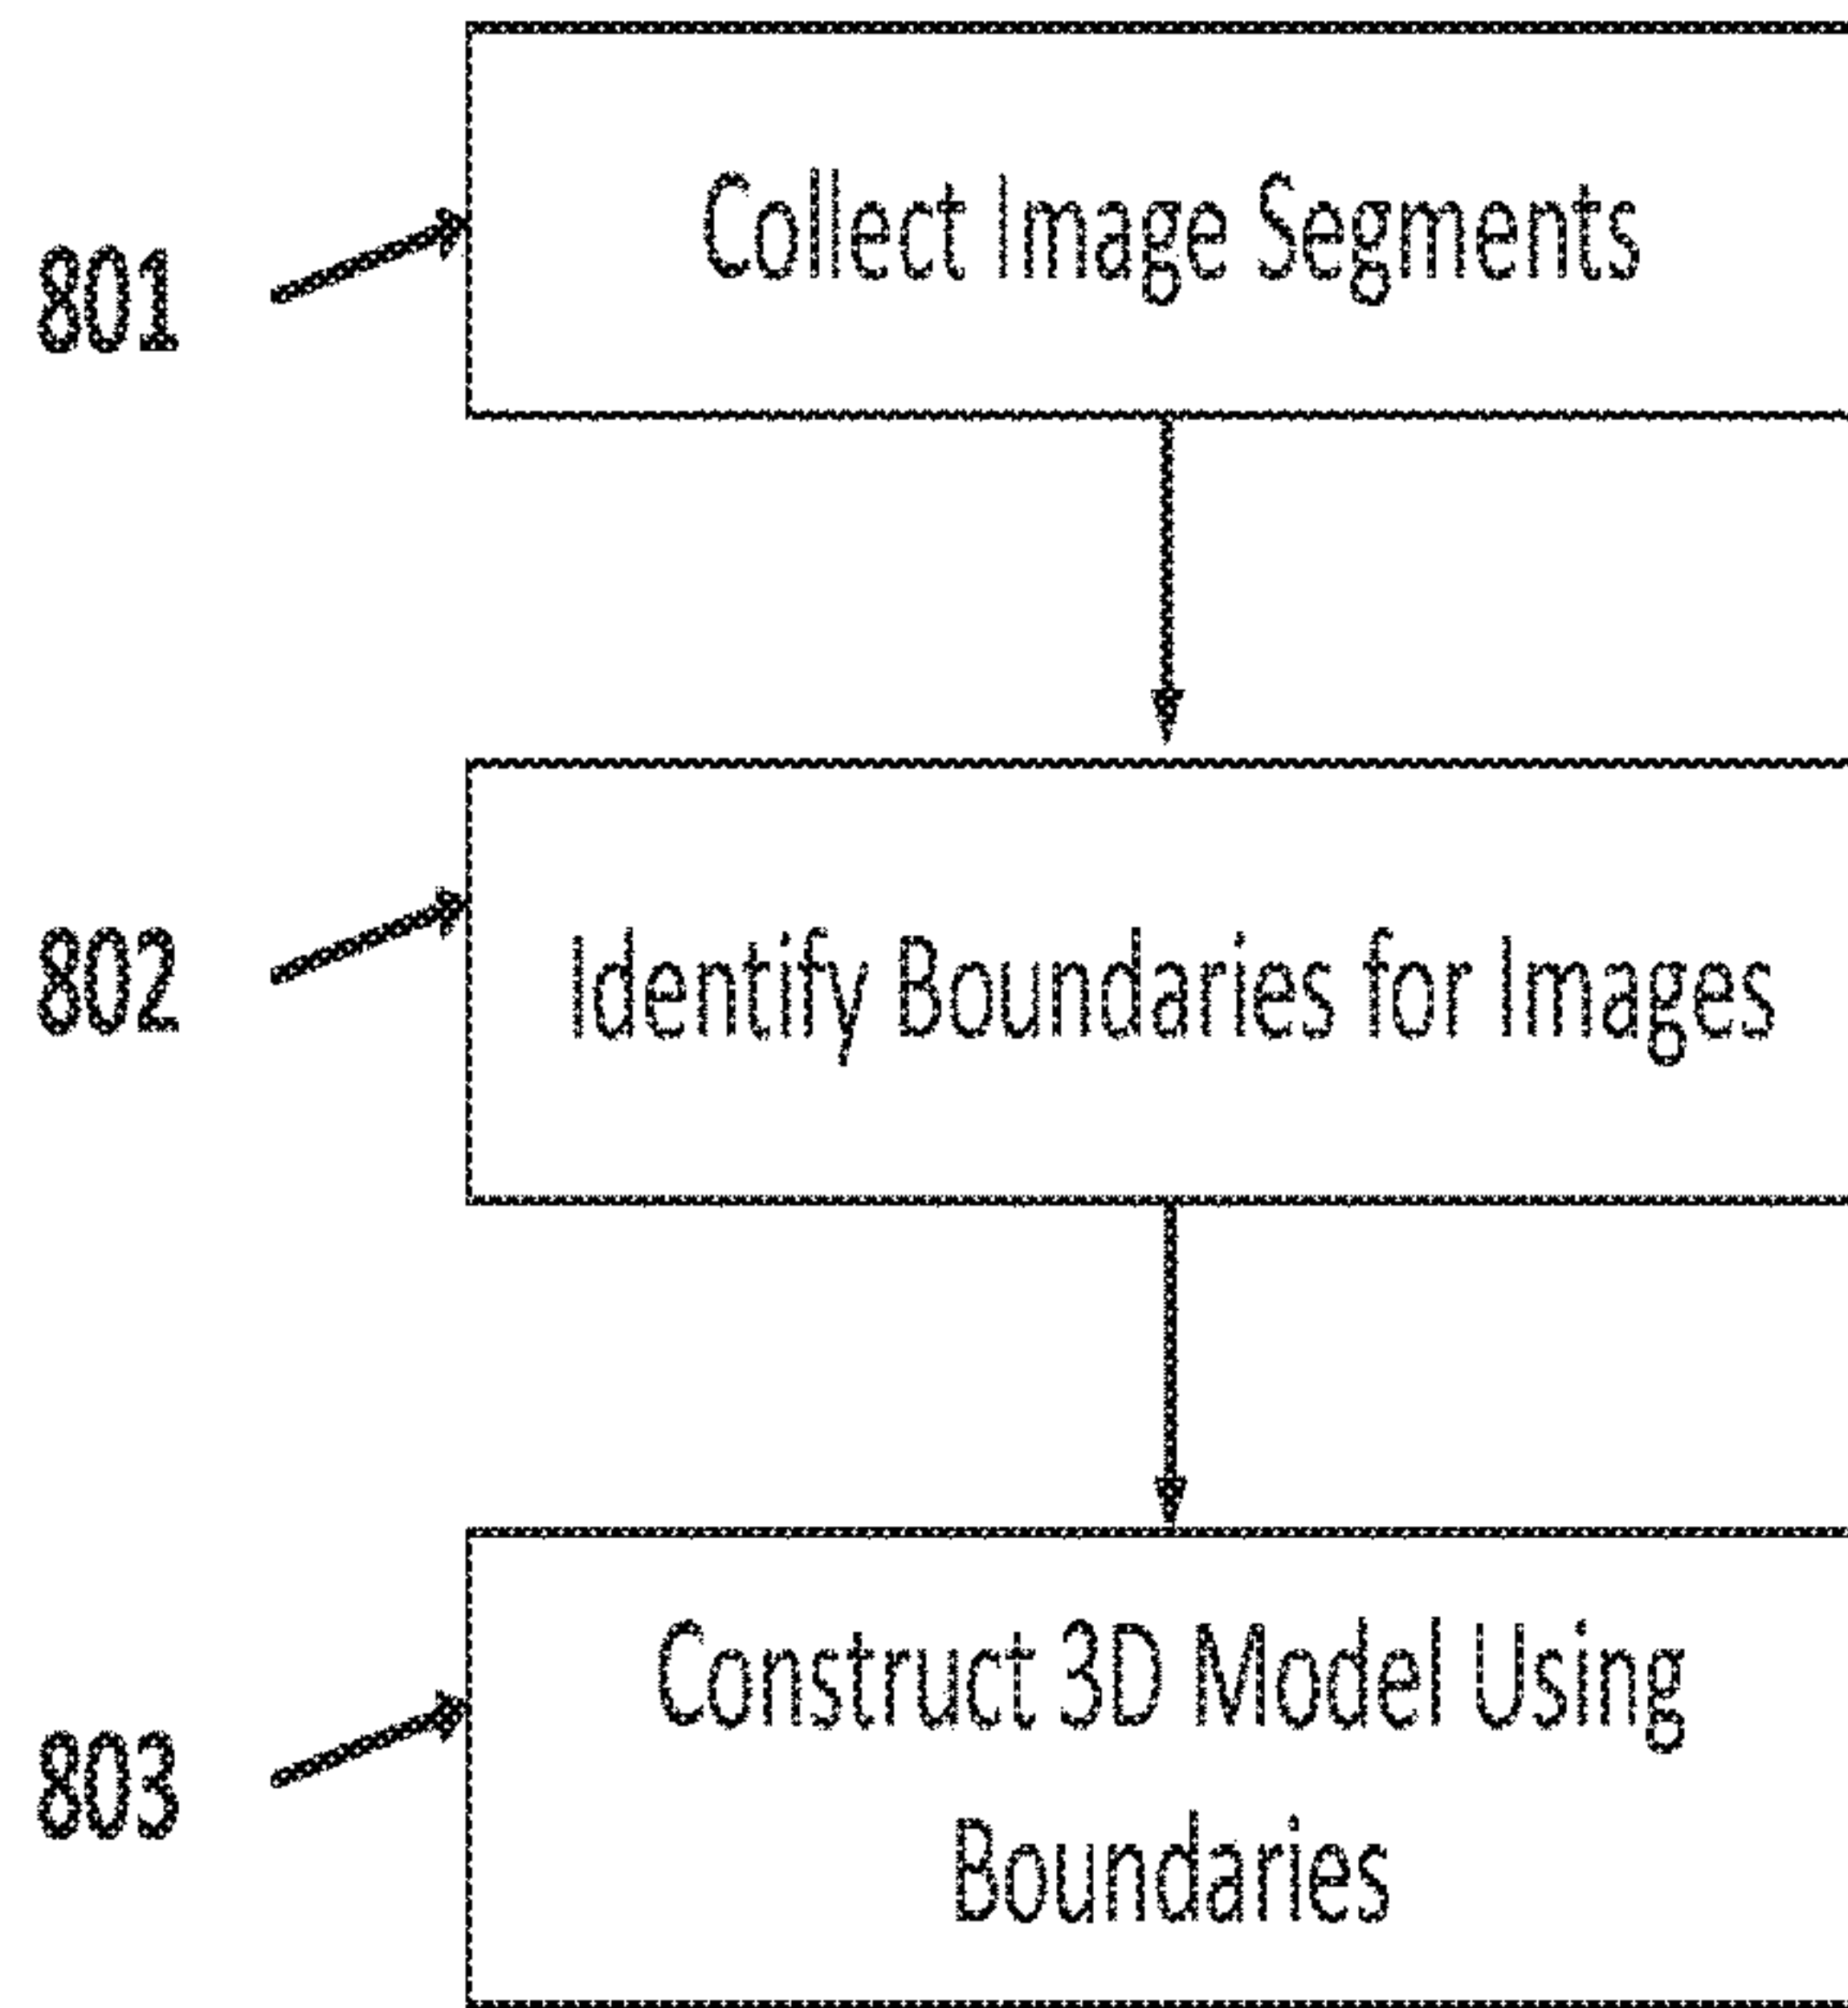 801
Collect Image Segments
802
Identify Boundaries for Images
803
Construct 3D Model Using
Boundaries